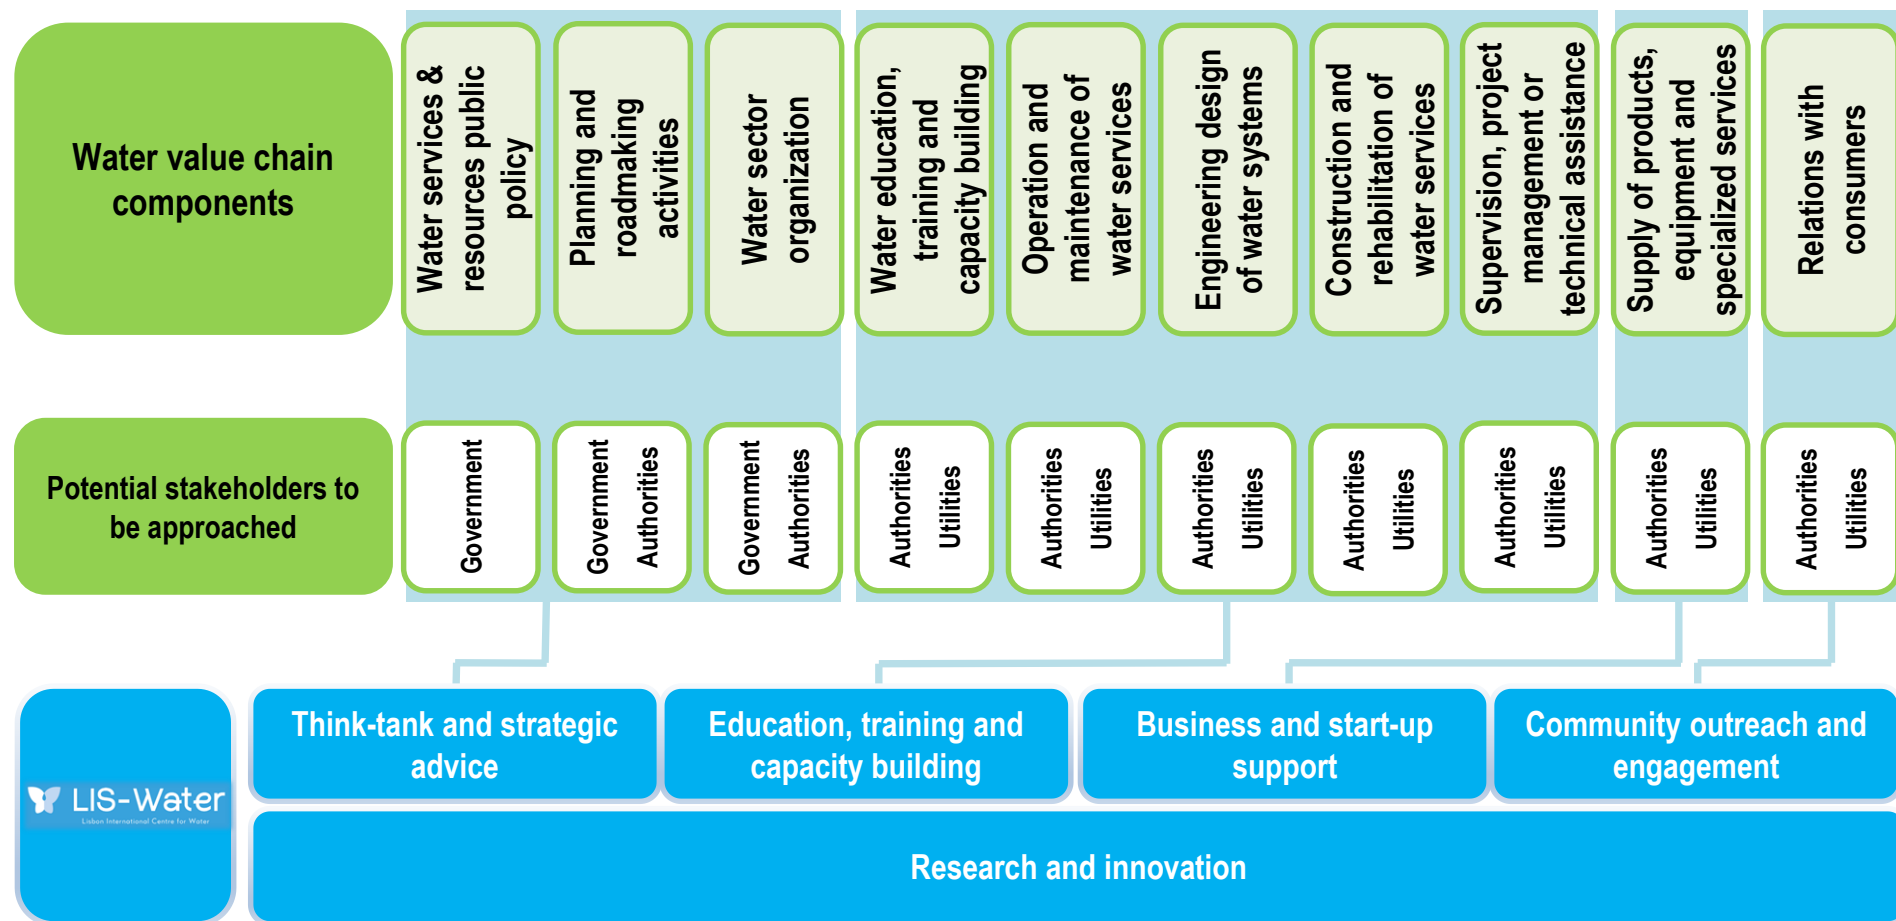 Water value chain
components
Water services &
resources public
policy
Planning and
roadmaking
activities
Water sector
organization
Water education,
training and
capacity building
Operation and
maintenance of
water services
Engineering design
of water systems
Construction and
rehabilitation of
water services
Supervision, project
management or
technical assistance
Supply of products,
equipment and
specialized services
Relations with
consumers
Potential stakeholders to
be approached
Government
Government
Authorities
Government
Authorities
Authorities
Utilities
Authorities
Utilities
Authorities
Utilities
Authorities
Utilities
Authorities
Utilities
Authorities
Utilities
Authorities
Utilities
LIS-Water
Lisbon International Centre for Water
Think-tank and strategic
advice
Education, training and
capacity building
Business and start-up
support
Community outreach and
engagement
Research and innovation